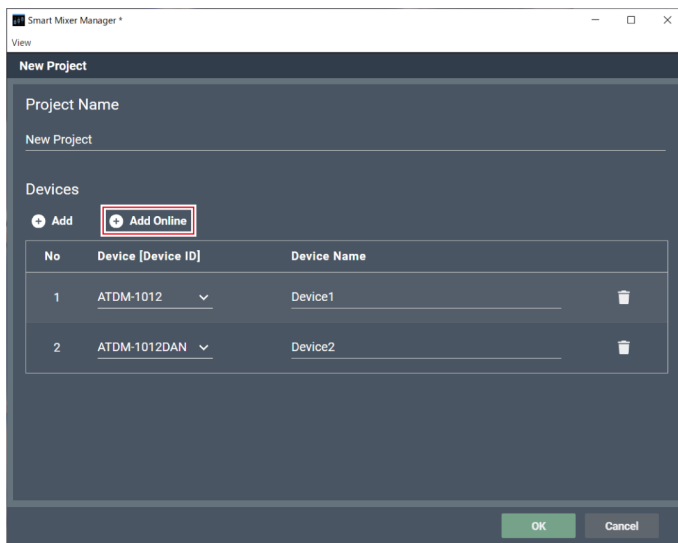 Smart Mixer Manager *
View
New Project
Project Name
New Project
Devices
Add Add Online
No Device [Device ID] Device Name
1 ATDM-1012 Device1
2 ATDM-1012DAN Device2
OK Cancel